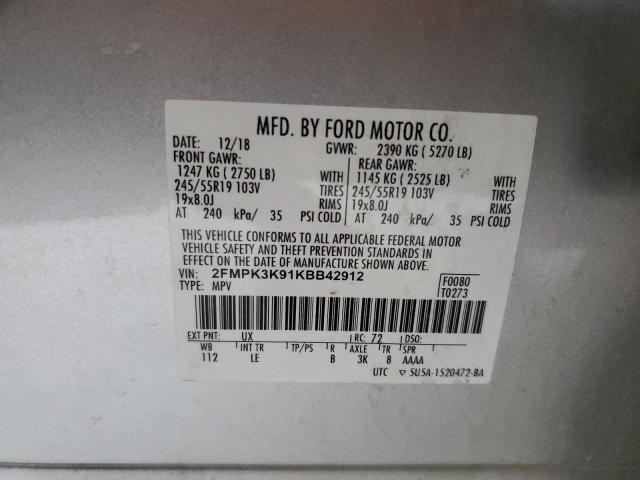 MFD. BY FORD MOTOR CO.
DATE: 12/18 GVWR: 2390 KG ( 5270 LB)
FRONT GAWR: REAR GAWR:
1247 KG ( 2750 LB) WITH 1145 KG ( 2525 LB) WITH
245/55R19 103V TIRES 245/55R19 103V TIRES
19x8.0J RIMS 19x8.0J RIMS
AT 240 kPa/ 35 PSI COLD AT 240 kPa/ 35 PSI COLD
THIS VEHICLE CONFORMS TO ALL APPLICABLE FEDERAL MOTOR
VEHICLE SAFETY AND THEFT PREVENTION STANDARDS IN
EFFECT ON THE DATE OF MANUFACTURE SHOWN ABOVE.
VIN: 2FMPK3K91KBB42912 F0080
TYPE: MPV T0273
EXT PNT: UX RC: 72 DSO:
WB INT TR TP/PS R AXLE TR SPR
112 LE B 3K 8 AAAA
UTC ▽ 5U5A-1520472-BA